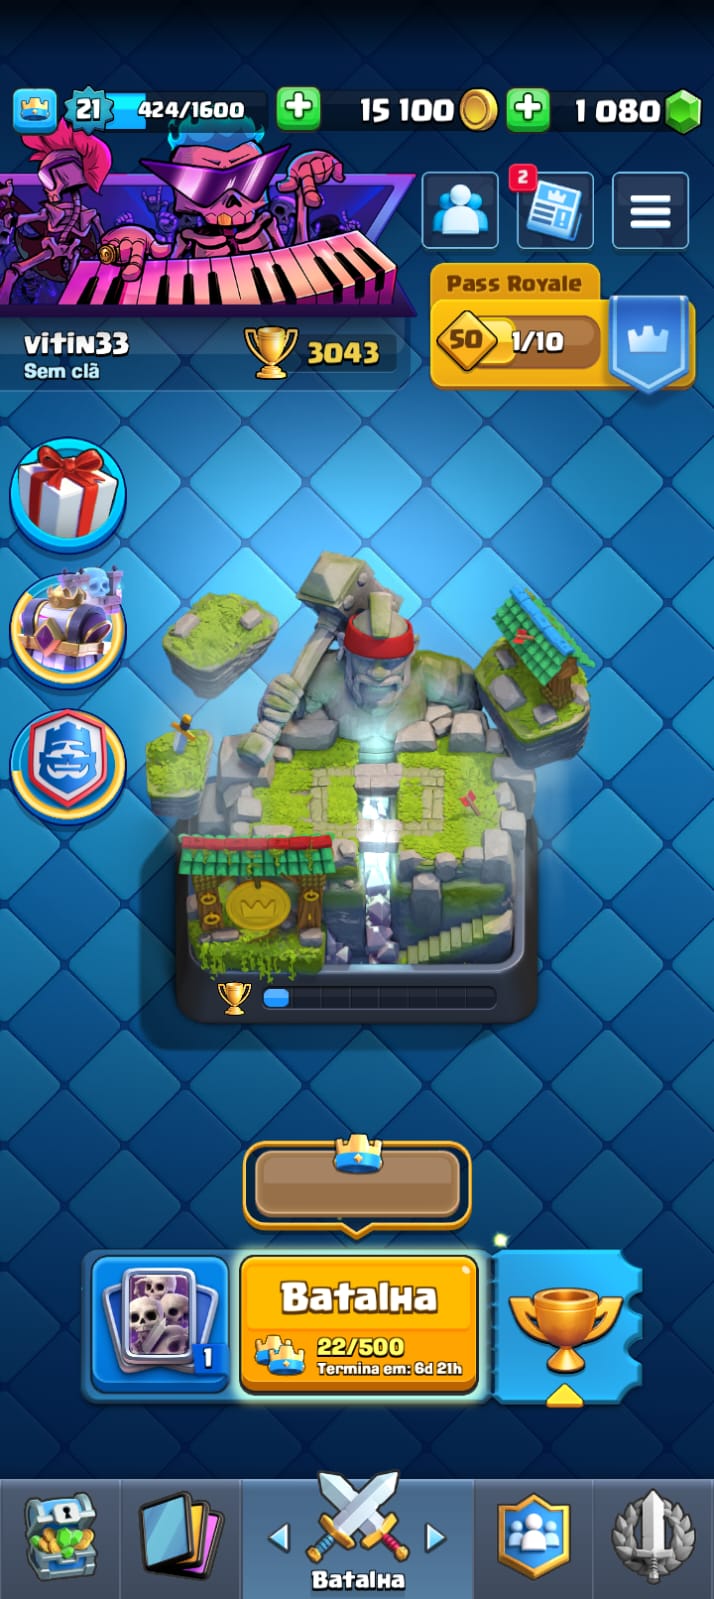 21
424/1600
15 100
1 080
2
Pass Royale
50
1/10
vitin33
3043
Sem clã
Batalha
22/500
Termina em: 6d 21h
1
Batalha